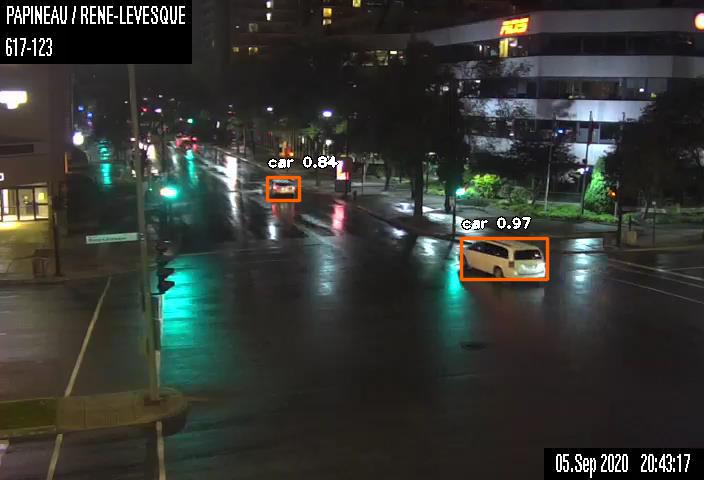 PAPINEAU / RENE-LEVESQUE
617-123
car 0.84
car 0.97
05.Sep 2020 20:43:17